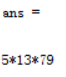 ans =
5*13*79